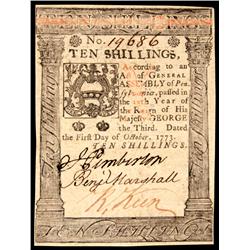 TEN SHILLINGS
No. 19686
TEN SHILLINGS,
According to an
Act of GENERAL
ASSEMBLY of Pen-
passed in
the 13th Year of
the Reign of His
Majesty GEORGE
the Third. Dated
the First Day of October, 1773.
TEN SHILLINGS.
J Pemberton
Benj Marshall
TEN SHILLINGS